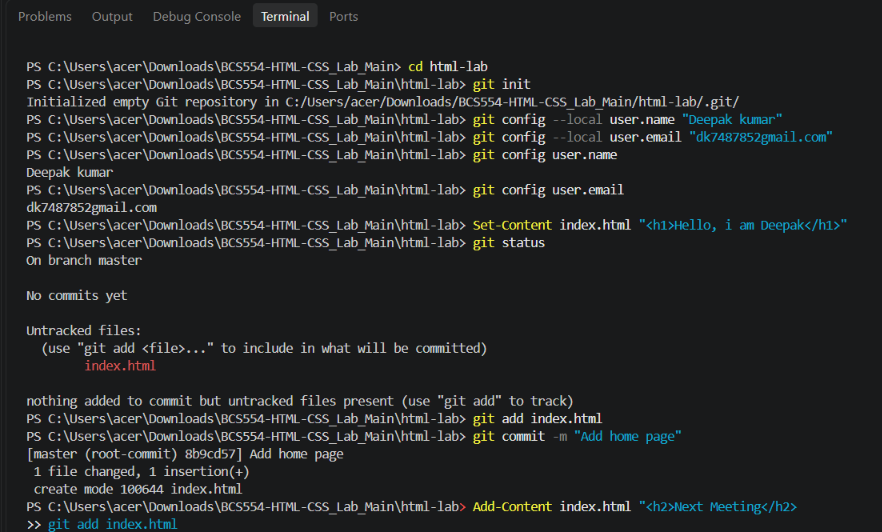 Problems Output Debug Console Terminal Ports
PS C:\Users\acer\Downloads\BCS554-HTML-CSS_Lab_Main> cd html-lab
PS C:\Users\acer\Downloads\BCS554-HTML-CSS_Lab_Main\html-lab> git init
Initialized empty Git repository in C:/Users/acer/Downloads/BCS554-HTML-CSS_Lab_Main/html-lab/.git/
PS C:\Users\acer\Downloads\BCS554-HTML-CSS_Lab_Main\html-lab> git config --local user.name "Deepak kumar"
PS C:\Users\acer\Downloads\BCS554-HTML-CSS_Lab_Main\html-lab> git config --local user.email "dk7487852gmail.com"
PS C:\Users\acer\Downloads\BCS554-HTML-CSS_Lab_Main\html-lab> git config user.name
Deepak kumar
PS C:\Users\acer\Downloads\BCS554-HTML-CSS_Lab_Main\html-lab> git config user.email
dk7487852gmail.com
PS C:\Users\acer\Downloads\BCS554-HTML-CSS_Lab_Main\html-lab> Set-Content index.html "<h1>Hello, i am Deepak</h1>"
PS C:\Users\acer\Downloads\BCS554-HTML-CSS_Lab_Main\html-lab> git status
On branch master

No commits yet

Untracked files:
  (use "git add <file>..." to include in what will be committed)
        index.html

nothing added to commit but untracked files present (use "git add" to track)
PS C:\Users\acer\Downloads\BCS554-HTML-CSS_Lab_Main\html-lab> git add index.html
PS C:\Users\acer\Downloads\BCS554-HTML-CSS_Lab_Main\html-lab> git commit -m "Add home page"
[master (root-commit) 8b9cd57] Add home page
 1 file changed, 1 insertion(+)
 create mode 100644 index.html
PS C:\Users\acer\Downloads\BCS554-HTML-CSS_Lab_Main\html-lab> Add-Content index.html "<h2>Next Meeting</h2>
>> git add index.html